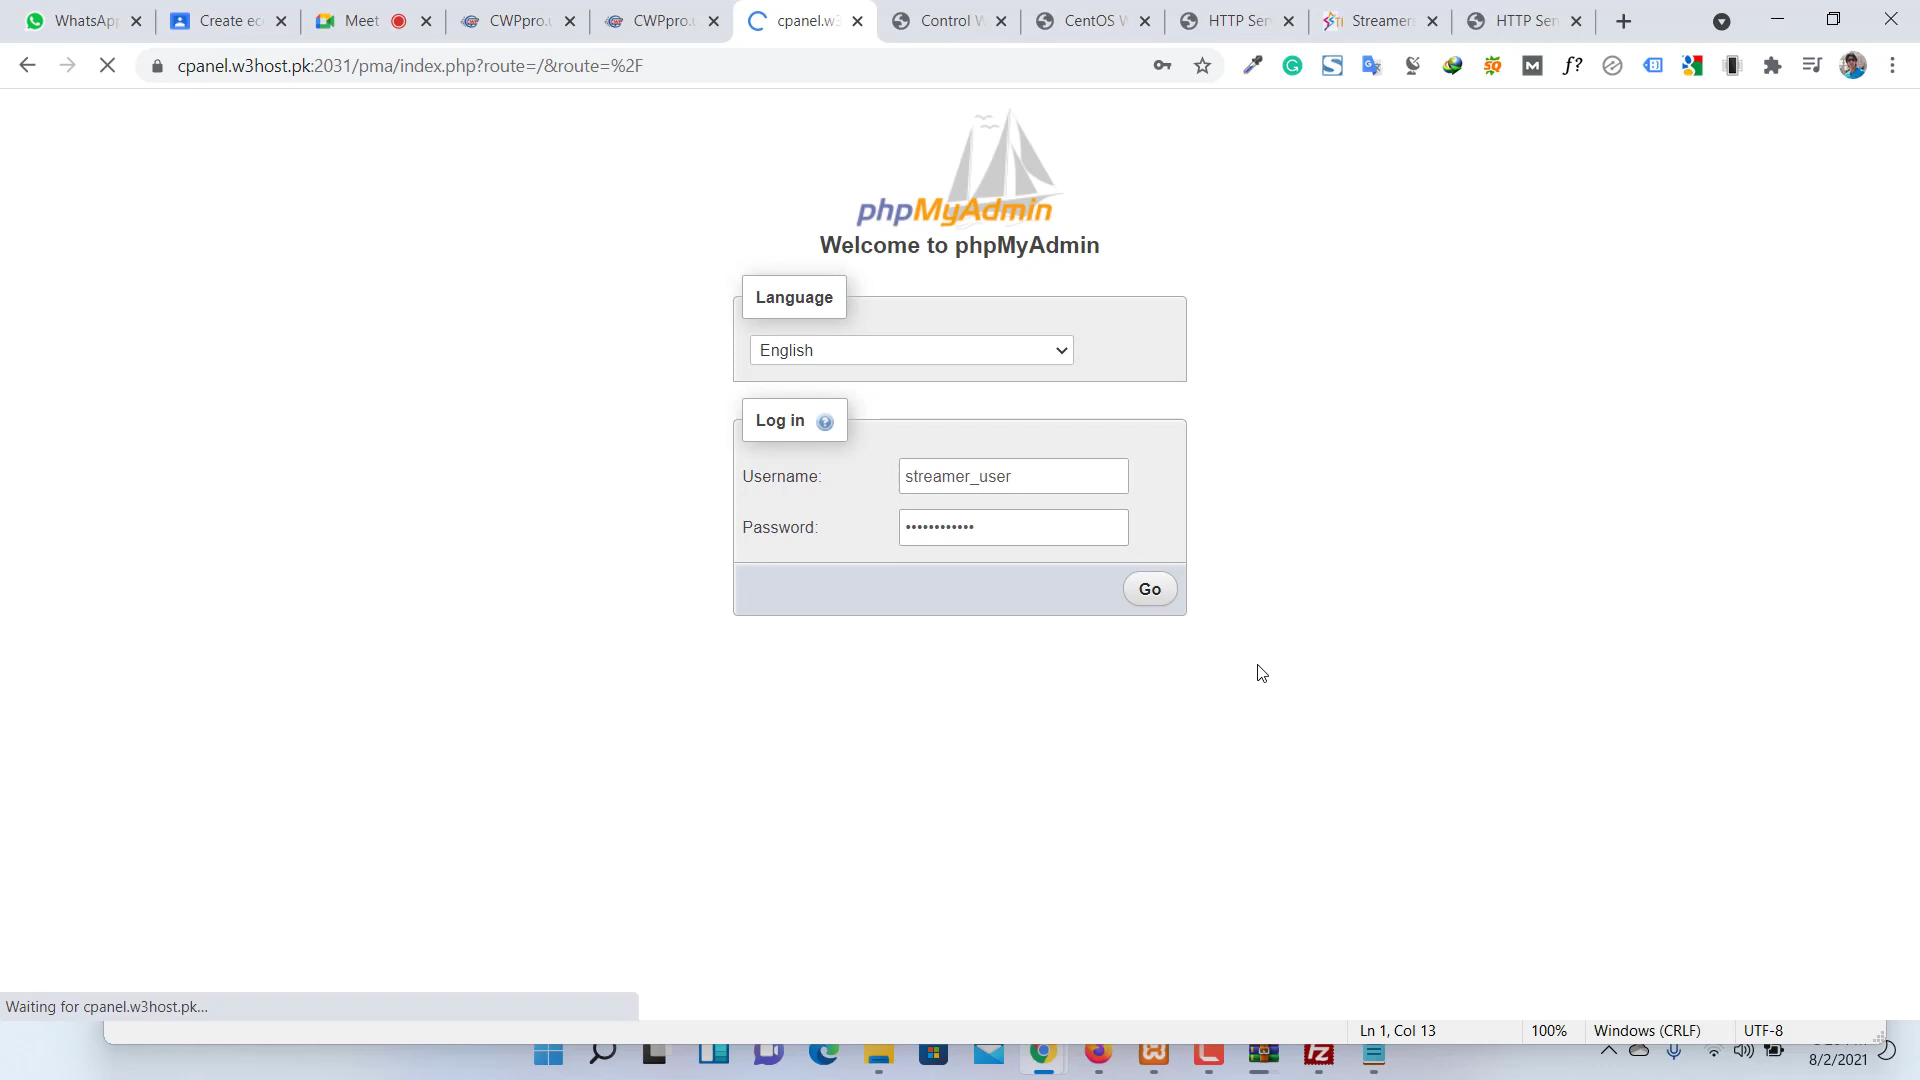 WhatsApp
Create ec
Meet
CWPpro.
CWPpro.
cpanel.w3
Control W
CentOS W
HTTP Ser
Streamers
HTTP Ser
cpanel.w3host.pk:2031/pma/index.php?route=/&route=%2F
phpMyAdmin
Welcome to phpMyAdmin
Language
English
Log in
Username:
streamer_user
Password:
••••••••••••
Go
Waiting for cpanel.w3host.pk...
Ln 1, Col 13
100%
Windows (CRLF)
UTF-8
8/2/2021